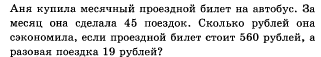 Аня купила месячный проездной билет на автобус. За
месяц она сделала 45 поездок. Сколько рублей она
сэкономила, если проездной билет стоит 560 рублей, а
разовая поездка 19 рублей?